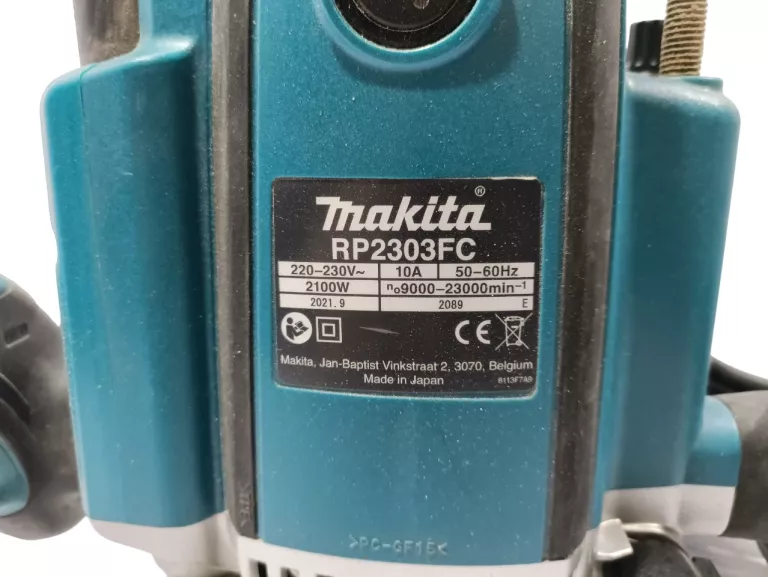 Makita®
RP2303FC
220-230V~ 10A 50-60Hz
2100W n₀9000-23000min⁻¹
2021. 9 2089 E
CE
Makita, Jan-Baptist Vinkstraat 2, 3070, Belgium
Made in Japan 8113F7A9
>PC-GF15<